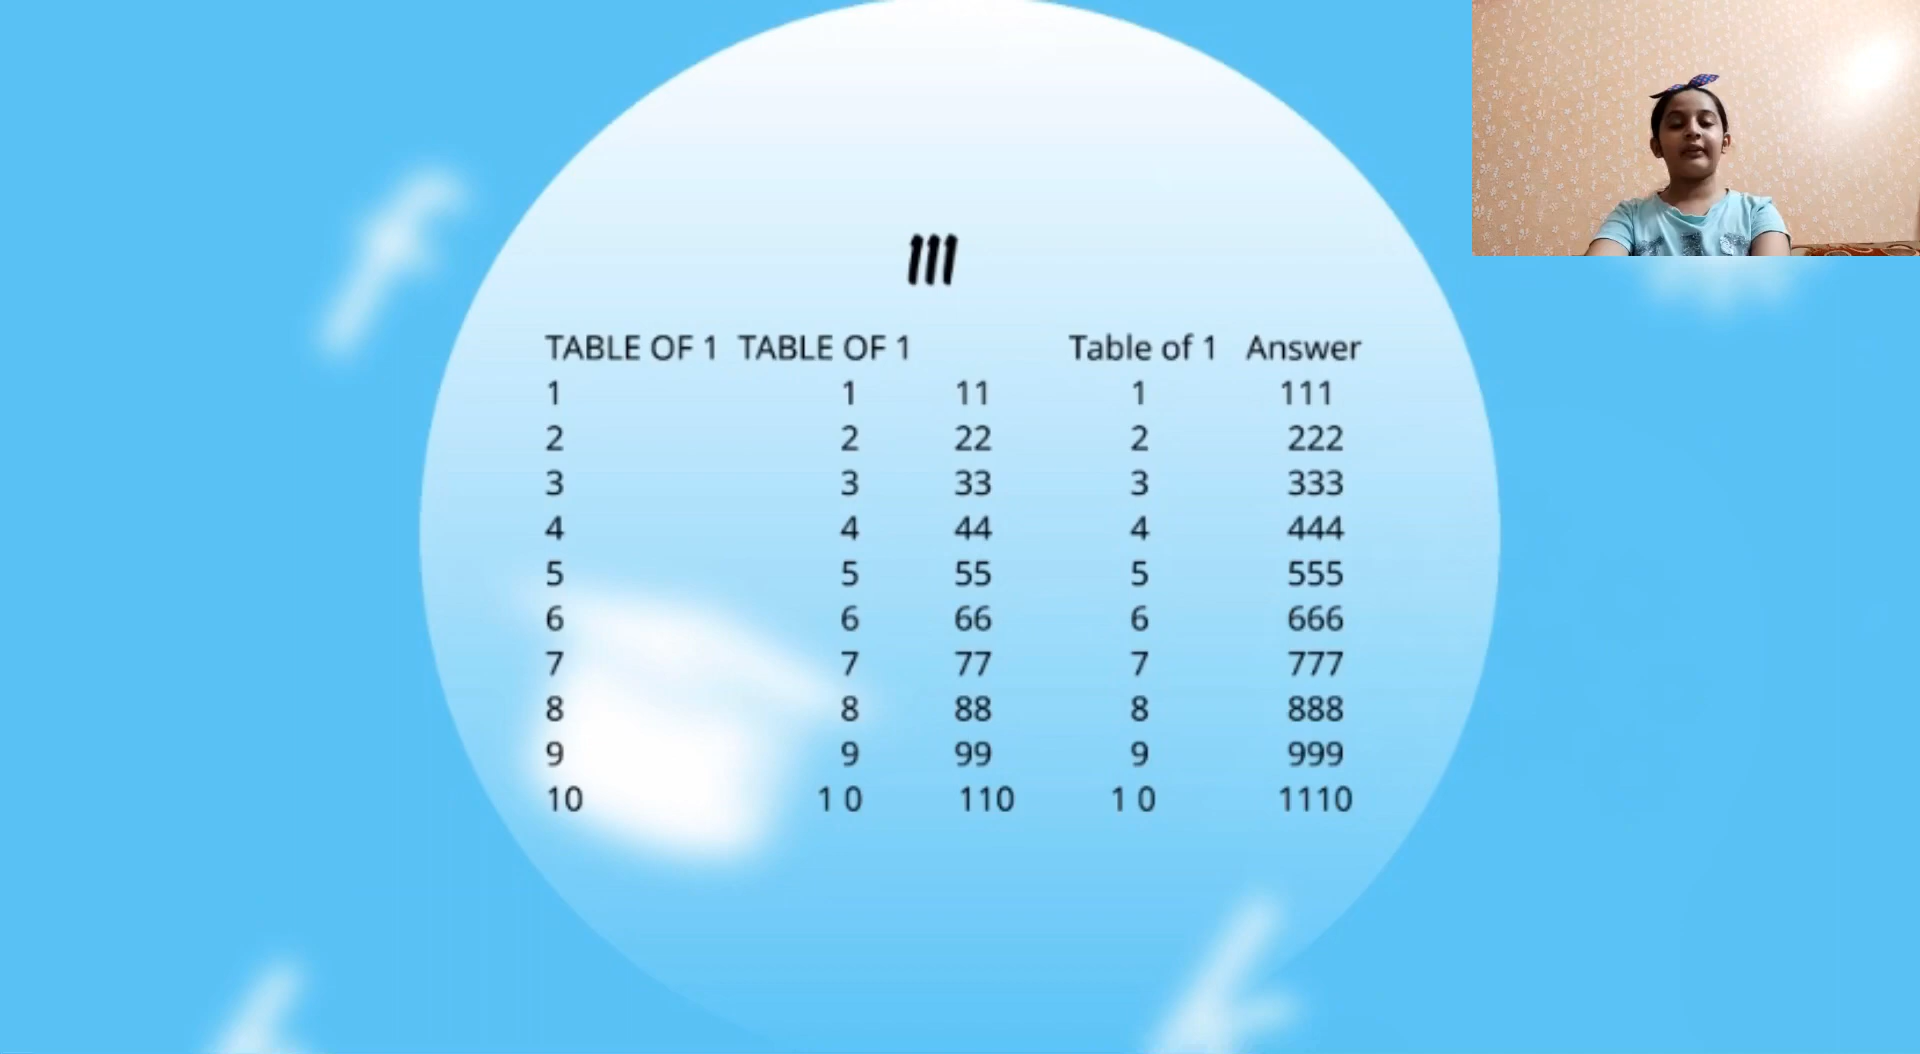 111
TABLE OF 1 TABLE OF 1 Table of 1 Answer
1 1 11 1 111
2 2 22 2 222
3 3 33 3 333
4 4 44 4 444
5 5 55 5 555
6 6 66 6 666
7 7 77 7 777
8 8 88 8 888
9 9 99 9 999
10 1 0 110 1 0 1110